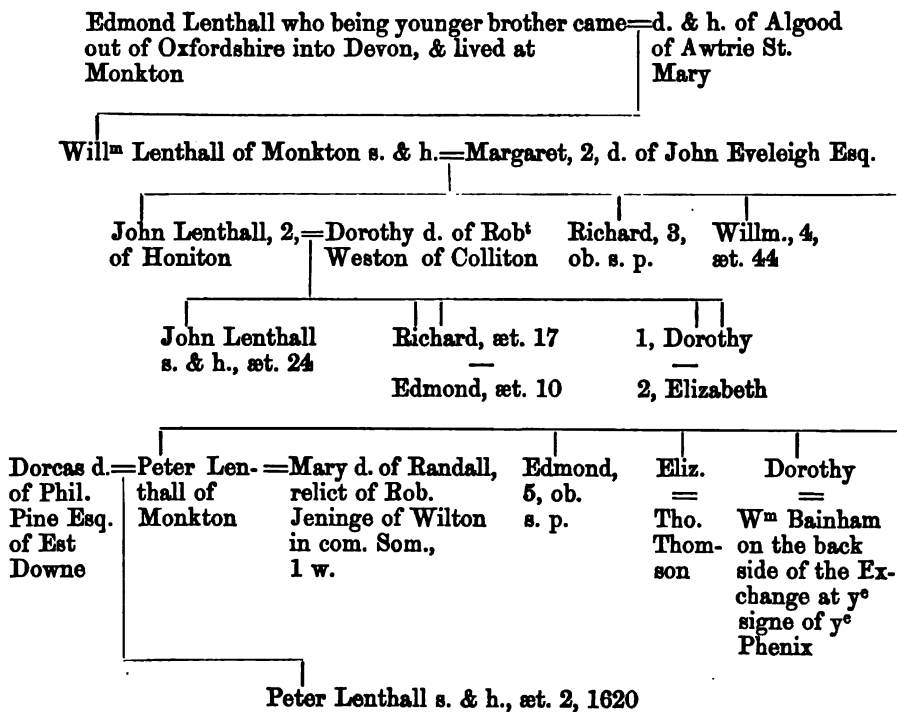 Edmond Lenthall who being younger brother came=d. & h. of Algood
out of Oxfordshire into Devon, & lived at
Monkton
of Awtrie St.
Mary
Willᵐ Lenthall of Monkton s. & h.=Margaret, 2, d. of John Eveleigh Esq.
John Lenthall, 2,=Dorothy d. of Robᵗ
of Honiton
Weston of Colliton
Richard, 3,
ob. s. p.
Willm., 4,
æt. 44
John Lenthall
s. & h., æt. 24
Richard, æt. 17
—
Edmond, æt. 10
1, Dorothy
—
2, Elizabeth
Dorcas d.=Peter Len-=Mary d. of Randall,
of Phil.
Pine Esq.
of Est
Downe
thall of
Monkton
relict of Rob.
Jeninge of Wilton
in com. Som.,
1 w.
Edmond,
5, ob.
s. p.
Eliz.
=
Tho.
Thom-
son
Dorothy
=
Wᵐ Bainham
on the back
side of the Ex-
change at yᵉ
signe of yᵉ
Phenix
Peter Lenthall s. & h., æt. 2, 1620